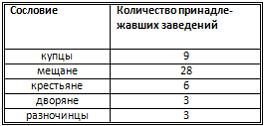 Сословие Количество принадле-
жавших заведений
купцы 9
мещане 28
крестьяне 6
дворяне 3
разночинцы 3